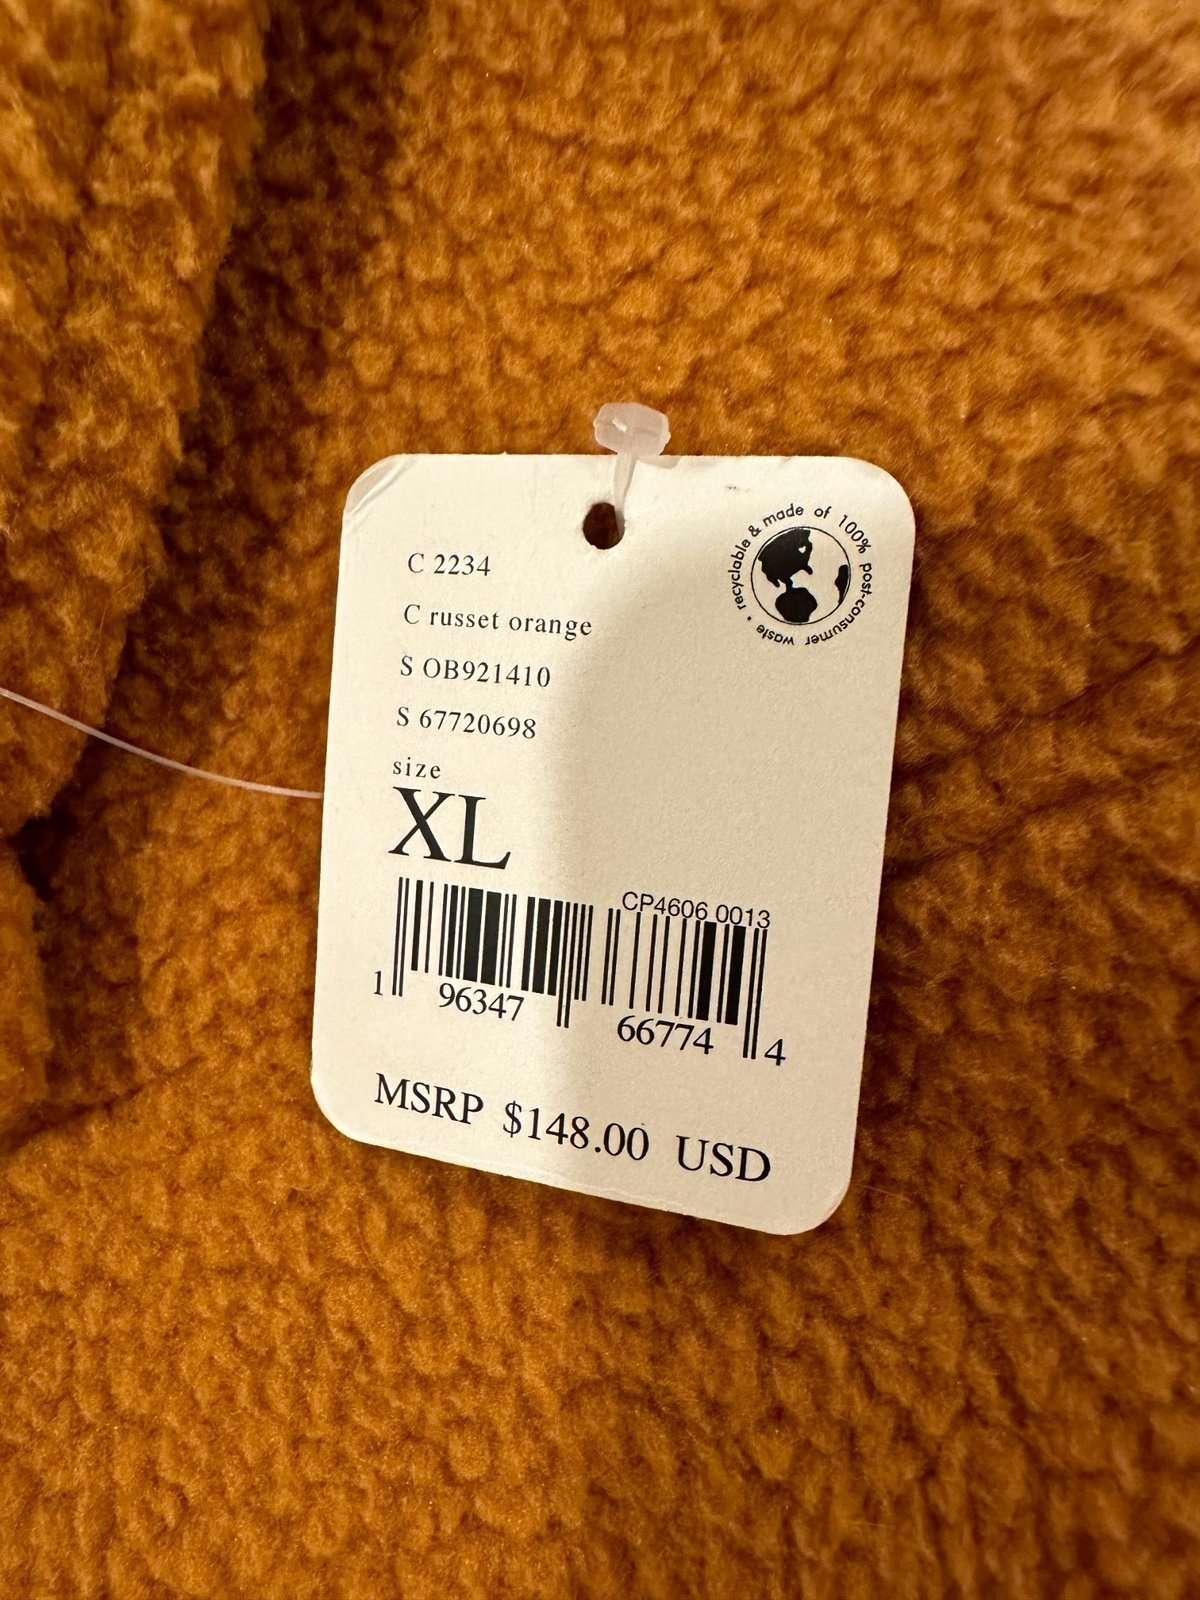 recyclable & made of 100% post-consumer waste •
C 2234
C russet orange
S OB921410
S 67720698
size
XL
CP4606 0013
1 96347 66774 4
MSRP $148.00 USD